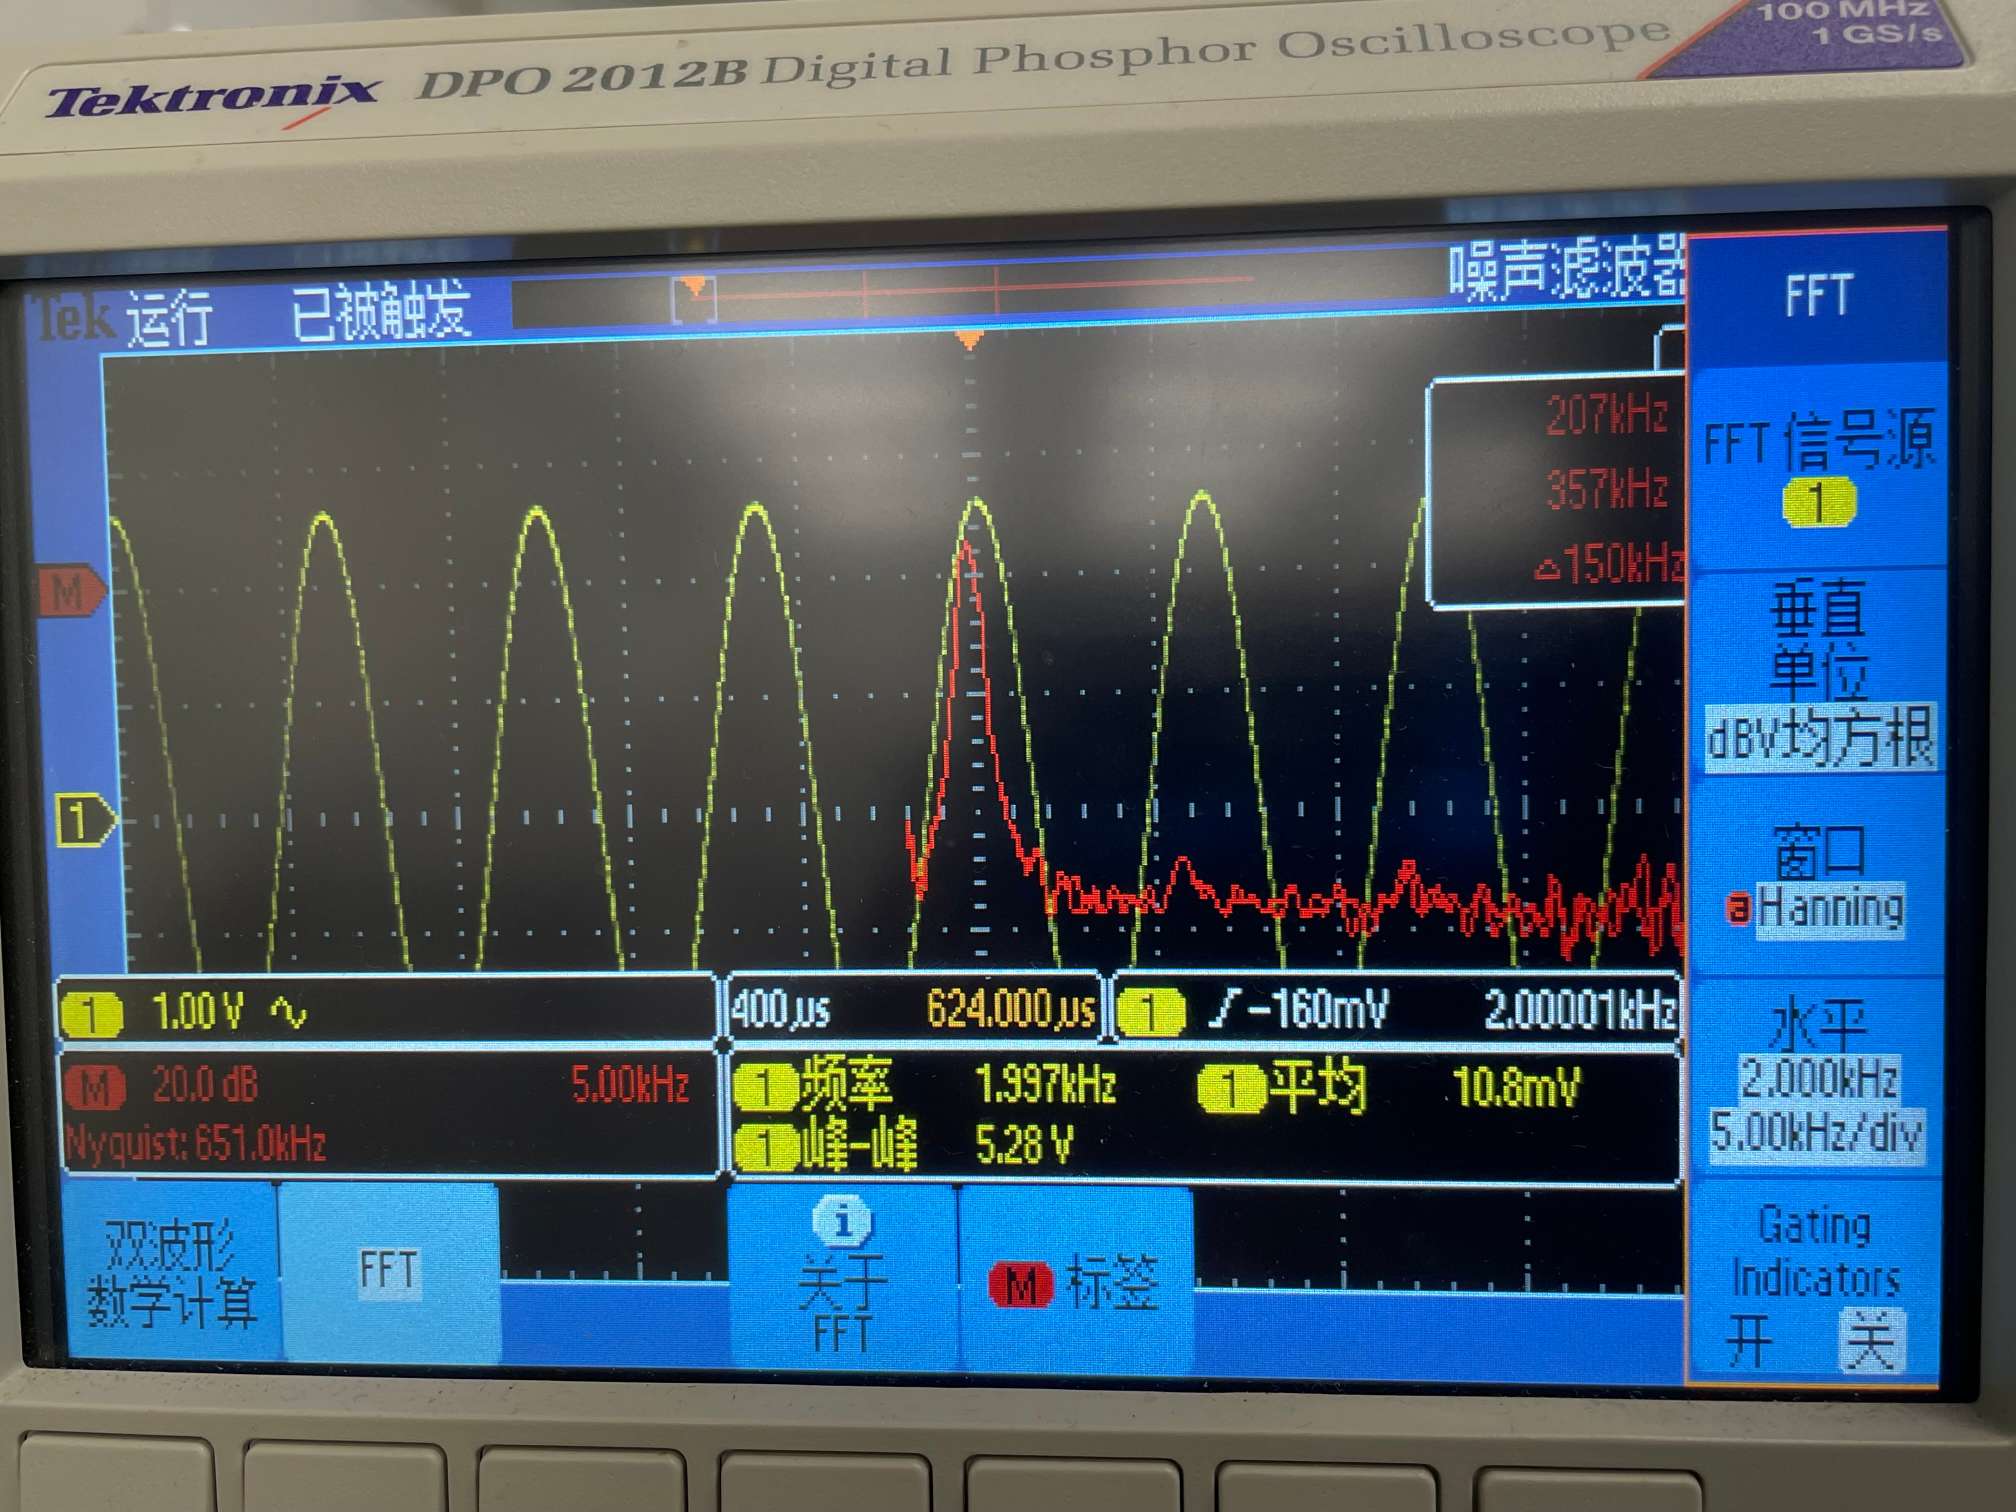 100 MHz
1 GS/s
Tektronix DPO 2012B Digital Phosphor Oscilloscope
Tek 运行 已被触发 噪声滤波器
FFT
207kHz
357kHz
△150kHz
FFT 信号源
1
垂直
单位
dBV均方根
窗口
a Hanning
水平
2.000kHz
5.00kHz/div
Gating
Indicators
开 关
M
1
1 1.00 V 400µs 624.000µs 1 -160mV 2.00001kHz
M 20.0 dB 5.00kHz
Nyquist: 651.0kHz
1 频率 1.997kHz 1 平均 10.8mV
1 峰-峰 5.28 V
双波形
数学计算
FFT
i
关于
FFT
M 标签